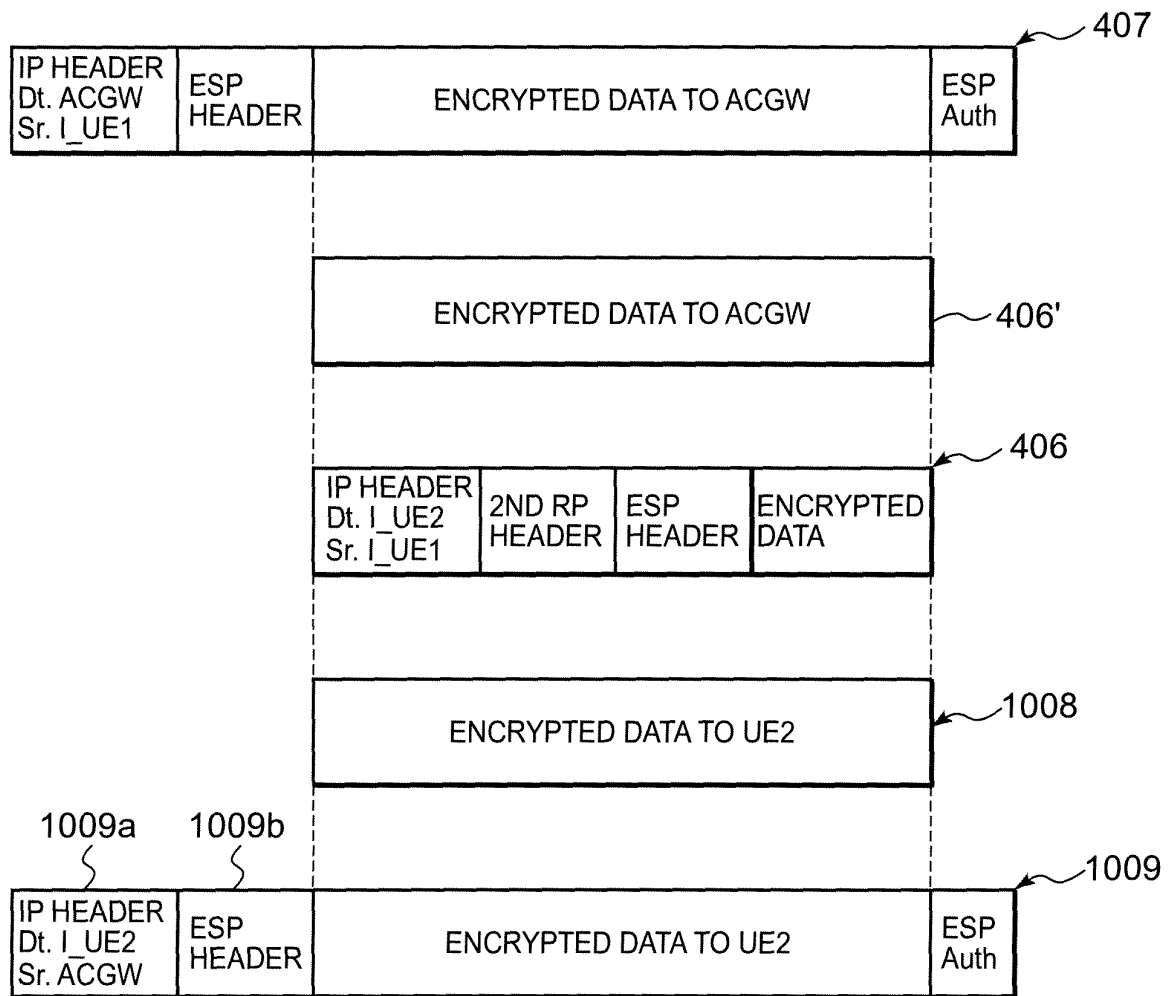 407
IP HEADER
Dt. ACGW
Sr. I_UE1
ESP
HEADER
ENCRYPTED DATA TO ACGW
ESP
Auth
ENCRYPTED DATA TO ACGW
406'
406
IP HEADER
Dt. I_UE2
Sr. I_UE1
2ND RP
HEADER
ESP
HEADER
ENCRYPTED
DATA
ENCRYPTED DATA TO UE2
1008
1009a
1009b
1009
IP HEADER
Dt. I_UE2
Sr. ACGW
ESP
HEADER
ENCRYPTED DATA TO UE2
ESP
Auth